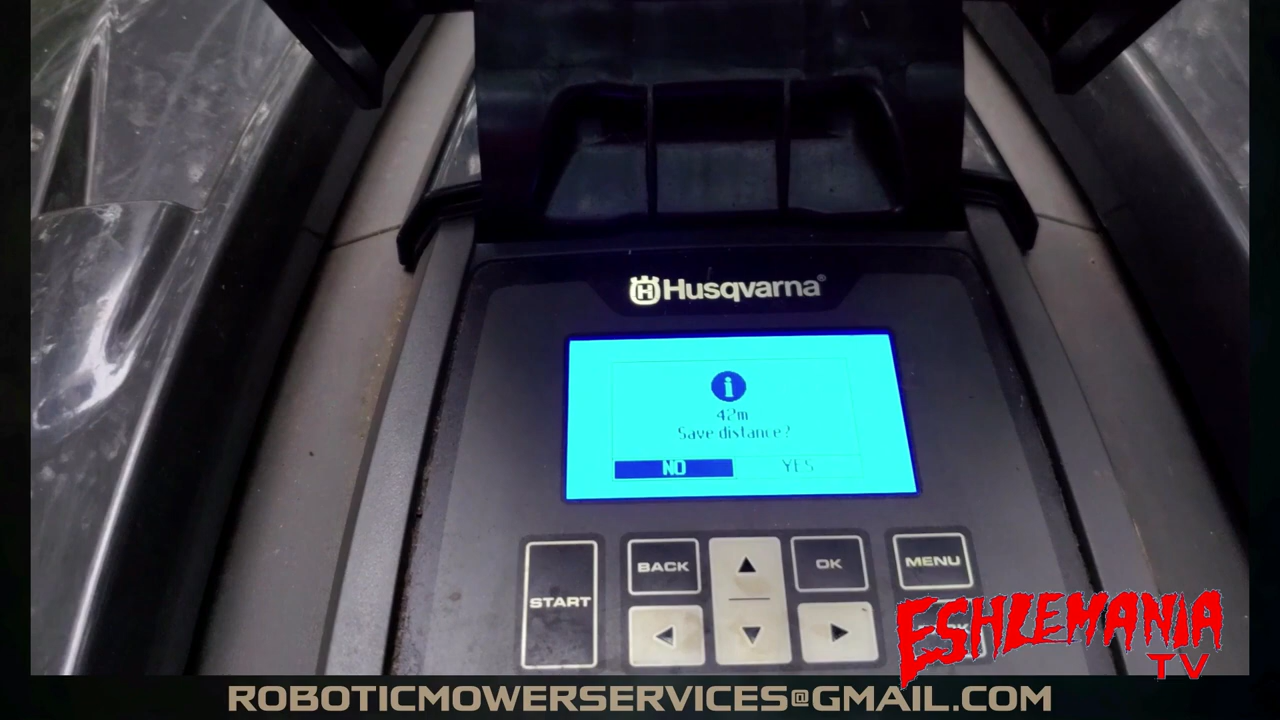 Husqvarna®
i
42m
Save distance?
NO YES
START BACK OK MENU
ESHLEMANIA
TV
ROBOTICMOWERSERVICES@GMAIL.COM